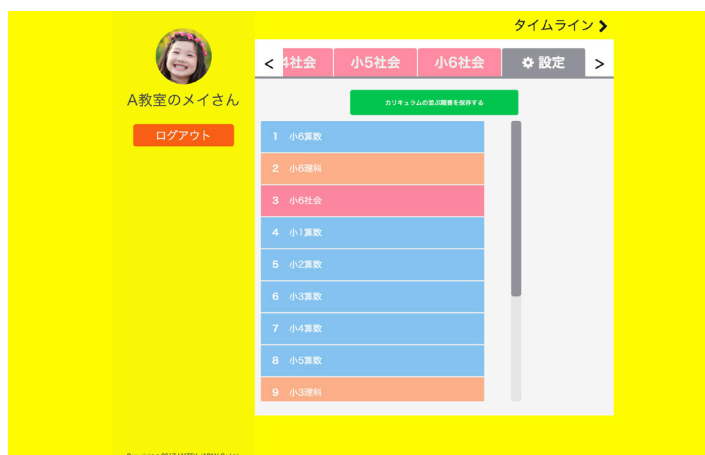 タイムライン
< 4社会 小5社会 小6社会 設定 >
A教室のメイさん
カリキュラムの並ぶ順番を保存する
ログアウト
1 小6算数
2 小6理科
3 小6社会
4 小1算数
5 小2算数
6 小3算数
7 小4算数
8 小5算数
9 小3理科